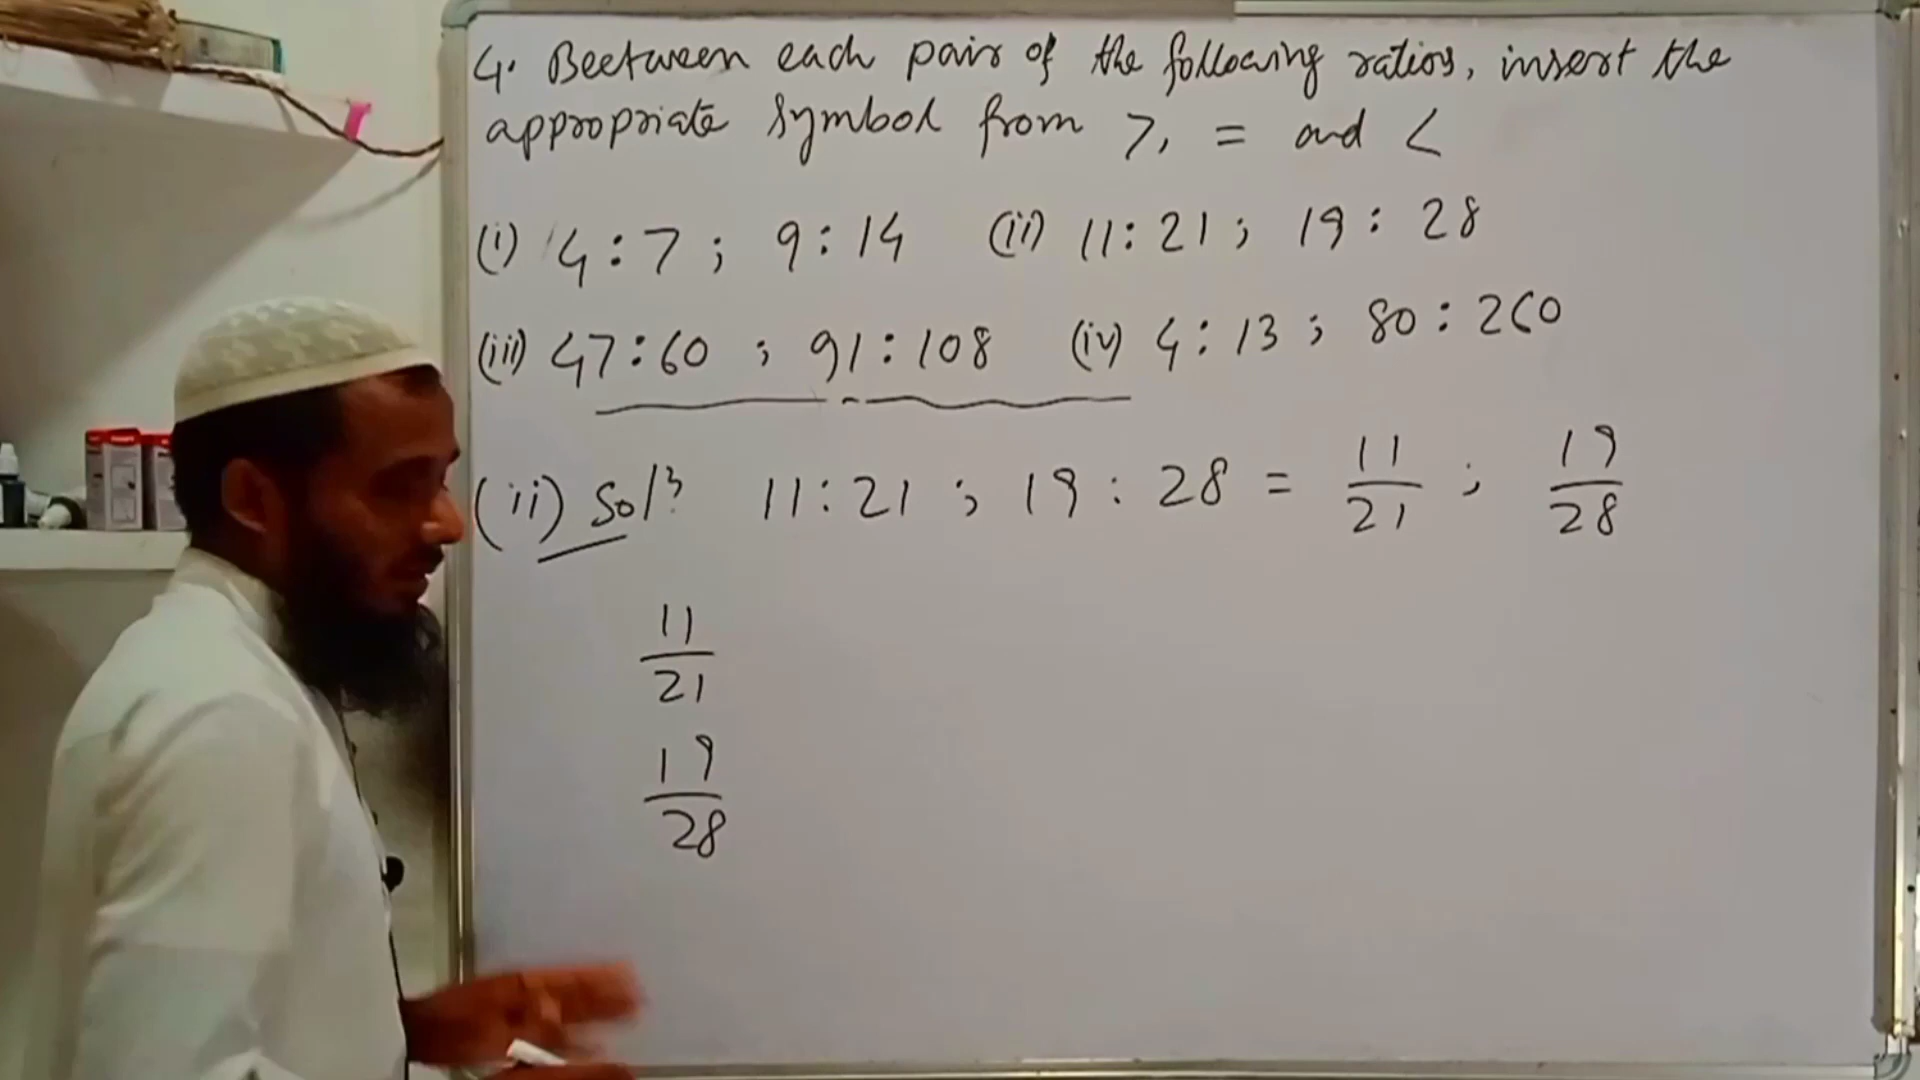 4. Beetween each pair of the following ratios, insert the
appropriate symbol from >, = and <
(i) 4:7 ; 9:14 (ii) 11:21 ; 19:28
(iii) 47:60 ; 91:108 (iv) 4:13 ; 80:260
(ii) Solⁿ 11:21 ; 19:28 = 11/21 ; 19/28
11
21
19
28